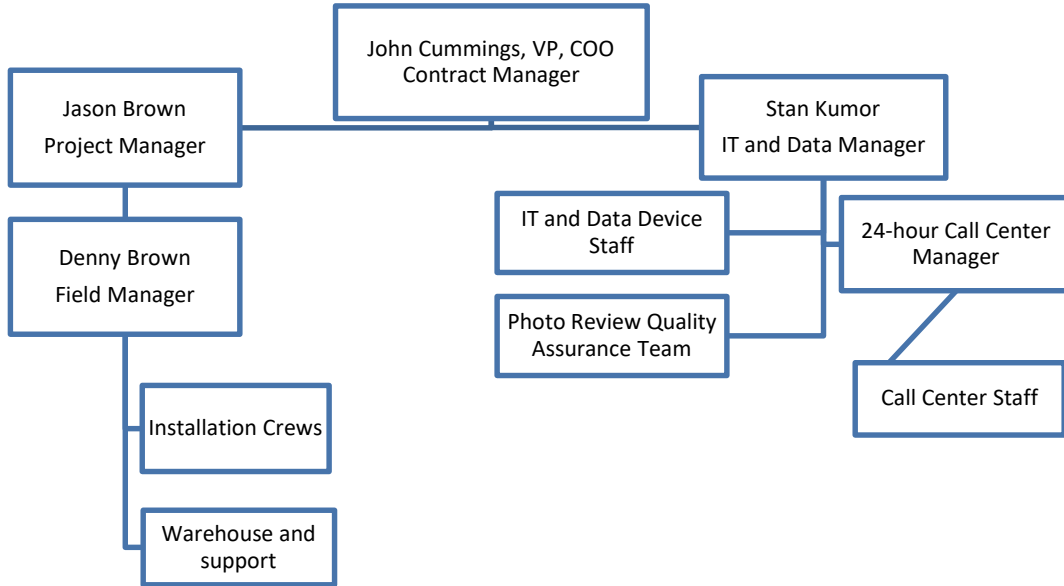 John Cummings, VP, COO
Contract Manager
Jason Brown
Project Manager
Stan Kumor
IT and Data Manager
Denny Brown
Field Manager
IT and Data Device
Staff
24-hour Call Center
Manager
Photo Review Quality
Assurance Team
Call Center Staff
Installation Crews
Warehouse and
support